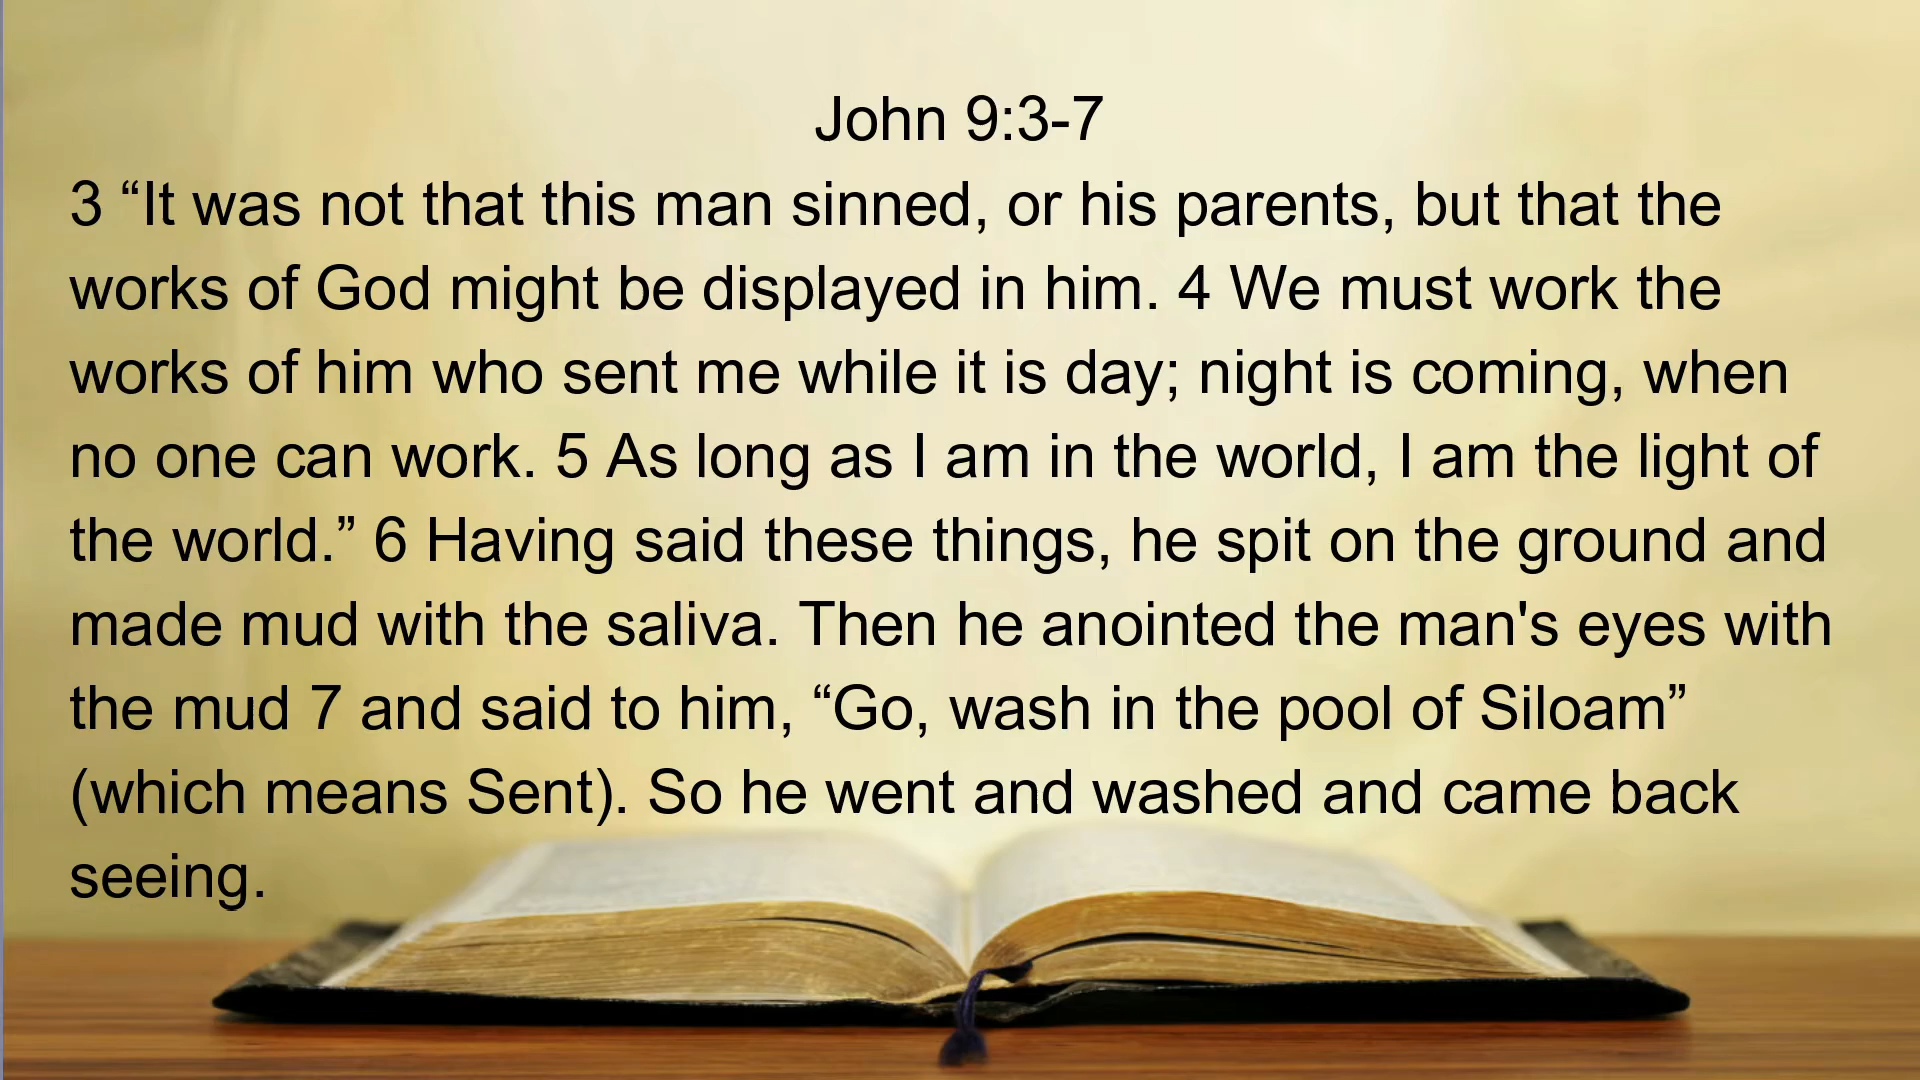 John 9:3-7
3 “It was not that this man sinned, or his parents, but that the
works of God might be displayed in him. 4 We must work the
works of him who sent me while it is day; night is coming, when
no one can work. 5 As long as I am in the world, I am the light of
the world.” 6 Having said these things, he spit on the ground and
made mud with the saliva. Then he anointed the man's eyes with
the mud 7 and said to him, “Go, wash in the pool of Siloam”
(which means Sent). So he went and washed and came back
seeing.